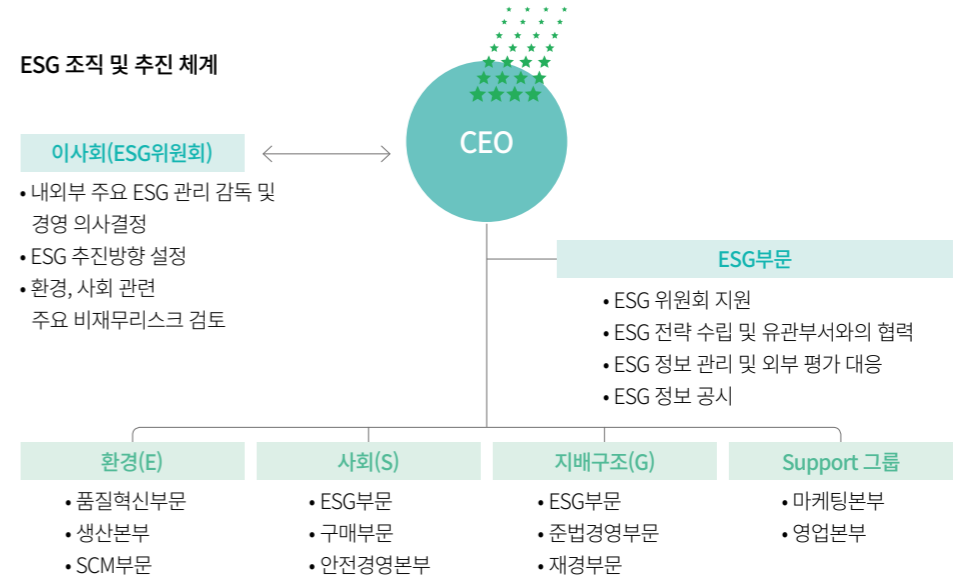 ESG 조직 및 추진 체계
CEO
이사회(ESG위원회)
• 내외부 주요 ESG 관리 감독 및
경영 의사결정
• ESG 추진방향 설정
• 환경, 사회 관련
주요 비재무리스크 검토
ESG부문
• ESG 위원회 지원
• ESG 전략 수립 및 유관부서와의 협력
• ESG 정보 관리 및 외부 평가 대응
• ESG 정보 공시
환경(E)
• 품질혁신부문
• 생산본부
• SCM부문
사회(S)
• ESG부문
• 구매부문
• 안전경영본부
지배구조(G)
• ESG부문
• 준법경영부문
• 재경부문
Support 그룹
• 마케팅본부
• 영업본부